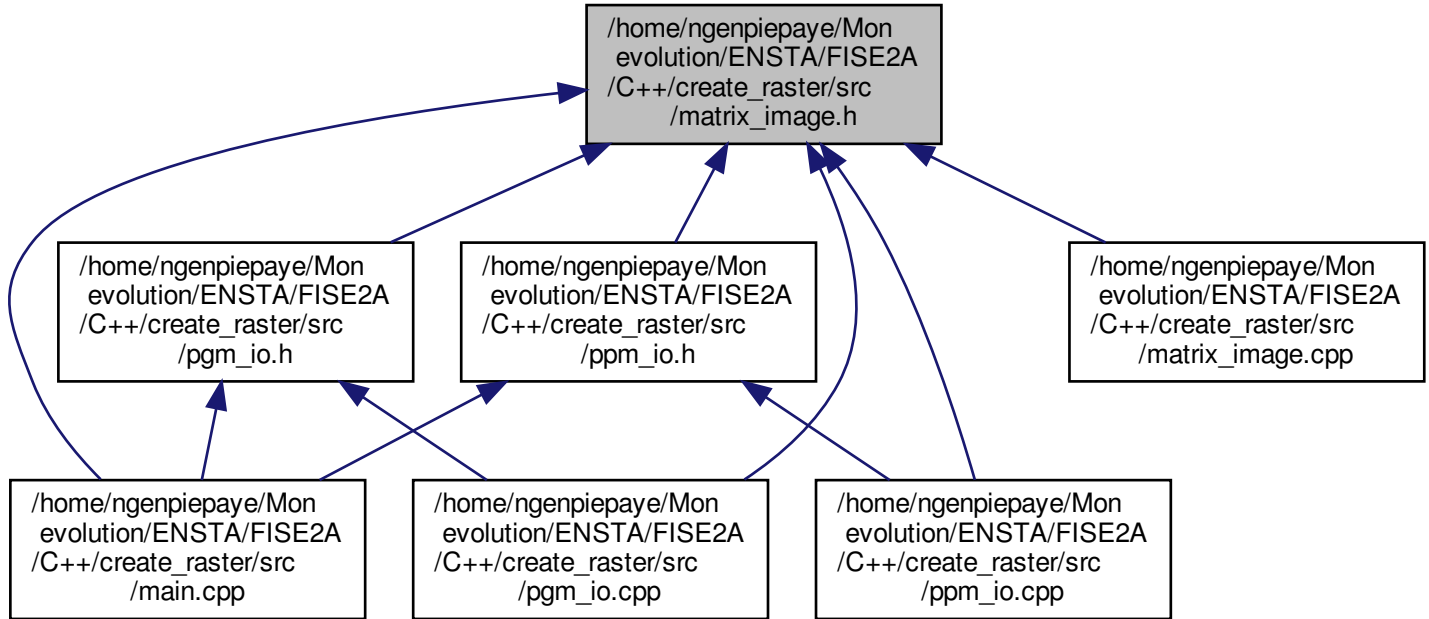 /home/ngenpiepaye/Mon
evolution/ENSTA/FISE2A
/C++/create_raster/src
/matrix_image.h
/home/ngenpiepaye/Mon
evolution/ENSTA/FISE2A
/C++/create_raster/src
/pgm_io.h
/home/ngenpiepaye/Mon
evolution/ENSTA/FISE2A
/C++/create_raster/src
/ppm_io.h
/home/ngenpiepaye/Mon
evolution/ENSTA/FISE2A
/C++/create_raster/src
/matrix_image.cpp
/home/ngenpiepaye/Mon
evolution/ENSTA/FISE2A
/C++/create_raster/src
/main.cpp
/home/ngenpiepaye/Mon
evolution/ENSTA/FISE2A
/C++/create_raster/src
/pgm_io.cpp
/home/ngenpiepaye/Mon
evolution/ENSTA/FISE2A
/C++/create_raster/src
/ppm_io.cpp